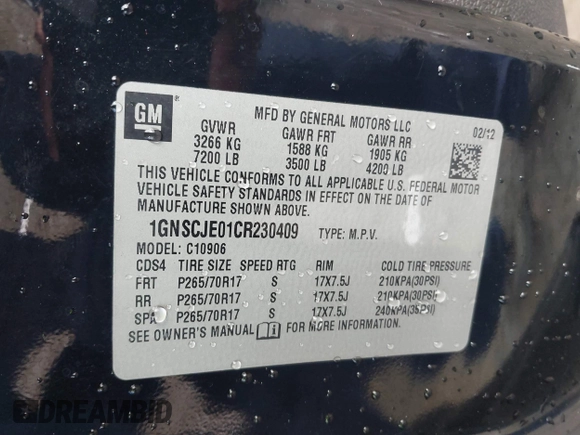 GM
MFD BY GENERAL MOTORS LLC 02/12
GVWR GAWR FRT GAWR RR
3266 KG 1588 KG 1905 KG
7200 LB 3500 LB 4200 LB
THIS VEHICLE CONFORMS TO ALL APPLICABLE U.S. FEDERAL MOTOR
VEHICLE SAFETY STANDARDS IN EFFECT ON THE DATE OF
MANUFACTURE SHOWN ABOVE.
1GNSCJE01CR230409 TYPE: M.P.V.
MODEL: C10906
CDS4 TIRE SIZE SPEED RTG RIM COLD TIRE PRESSURE
FRT P265/70R17 S 17X7.5J 210KPA(30PSI)
RR P265/70R17 S 17X7.5J 210KPA(30PSI)
SPA P265/70R17 S 17X7.5J 240KPA(35PSI)
SEE OWNER'S MANUAL FOR MORE INFORMATION.
DREAMBID